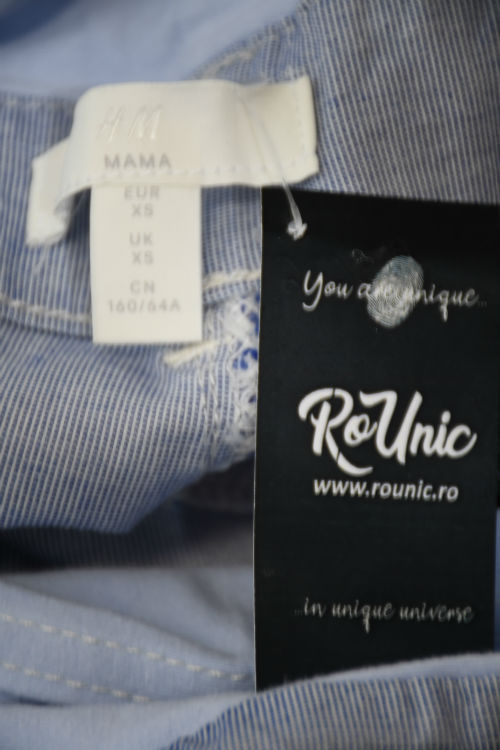 H M
MAMA
EUR
XS
UK
XS
CN
160/64A
You are unique...
RoUnic
www.rounic.ro
...in unique universe